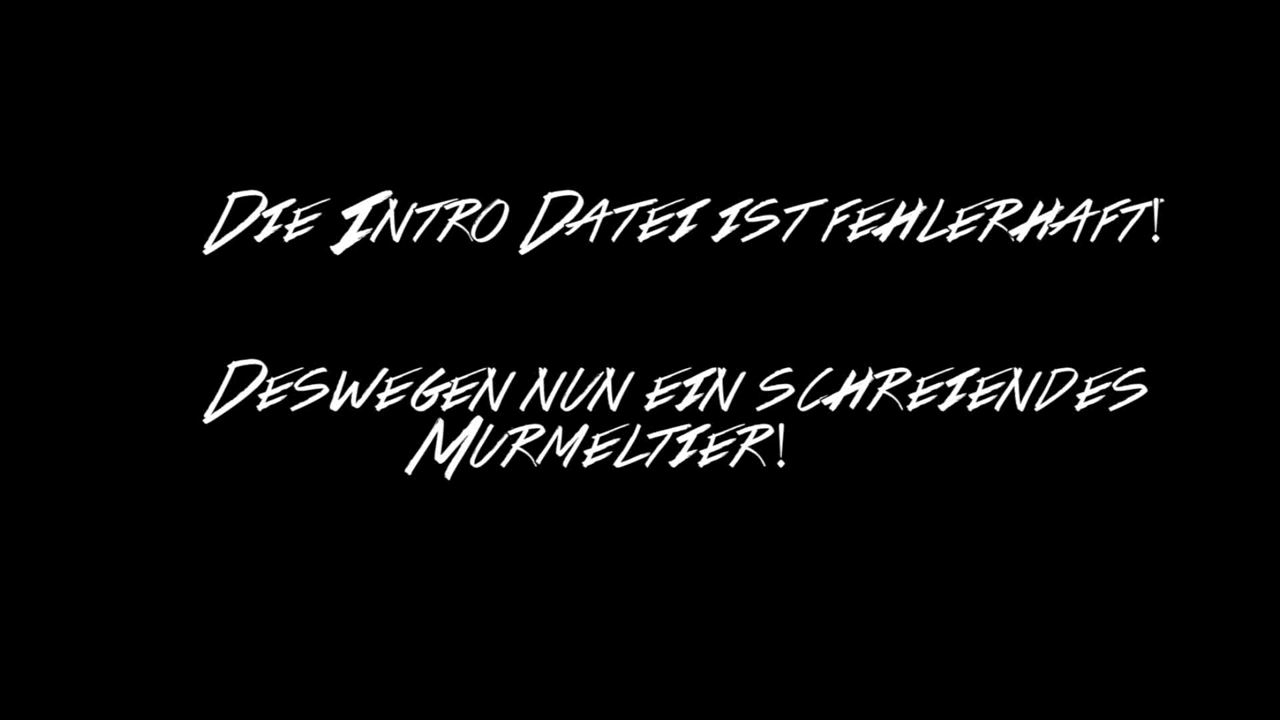 Die Intro Datei ist fehlerhaft!
Deswegen nun ein schreiendes
Murmeltier!